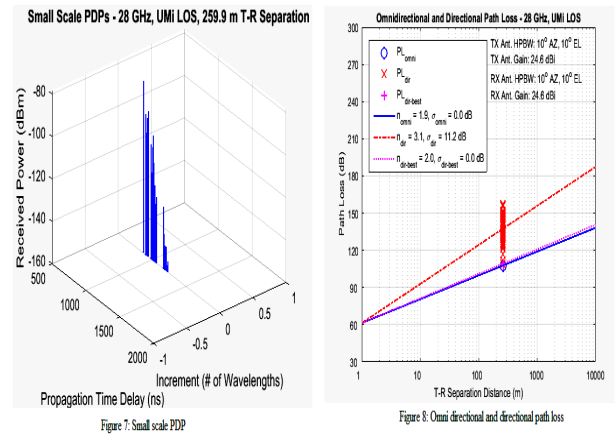 Small Scale PDPs - 28 GHz, UMi LOS, 259.9 m T-R Separation
Received Power (dBm)
-80
-100
-120
-140
-160
500
1000
1500
2000
-1
-0.5
0
0.5
1
Increment (# of Wavelengths)
Propagation Time Delay (ns)
Figure 7: Small scale PDP
Omnidirectional and Directional Path Loss - 28 GHz, UMi LOS
Path Loss (dB)
300
270
240
210
180
150
120
90
60
30
PLomni
PLdir
PLdir-best
nomni = 1.9, σomni = 0.0 dB
ndir = 3.1, σdir = 11.2 dB
ndir-best = 2.0, σdir-best = 0.0 dB
TX Ant. HPBW: 10° AZ, 10° EL
TX Ant. Gain: 24.6 dBi
RX Ant. HPBW: 10° AZ, 10° EL
RX Ant. Gain: 24.6 dBi
1
10
100
1000
10000
T-R Separation Distance (m)
Figure 8: Omni directional and directional path loss